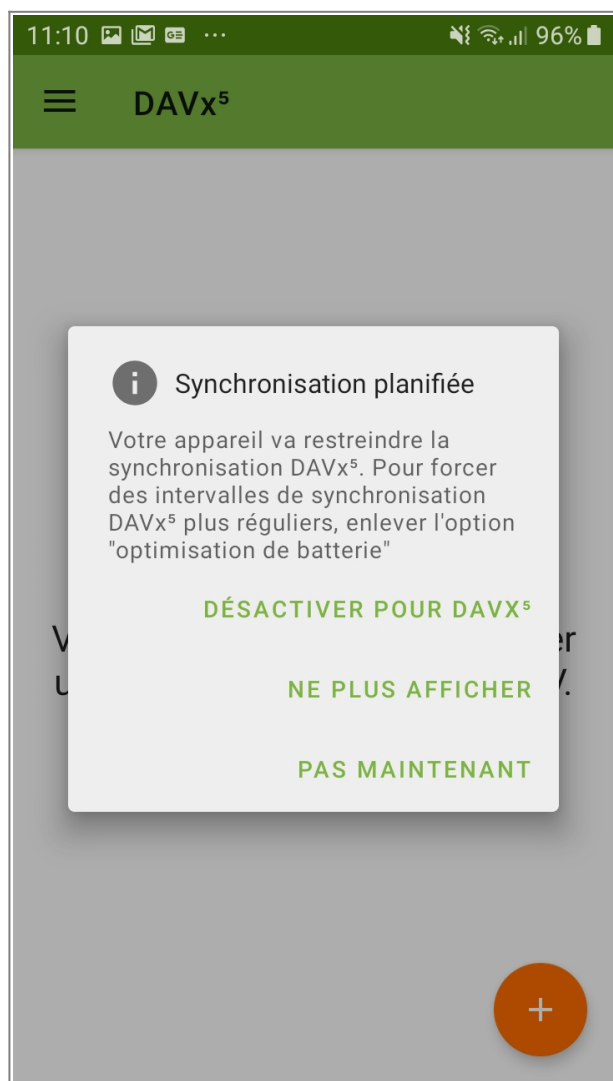 11:10 ... 96%
DAVx⁵
Synchronisation planifiée
Votre appareil va restreindre la
synchronisation DAVx⁵. Pour forcer
des intervalles de synchronisation
DAVx⁵ plus réguliers, enlever l'option
"optimisation de batterie"
DÉSACTIVER POUR DAVX⁵
V er
NE PLUS AFFICHER
PAS MAINTENANT
+